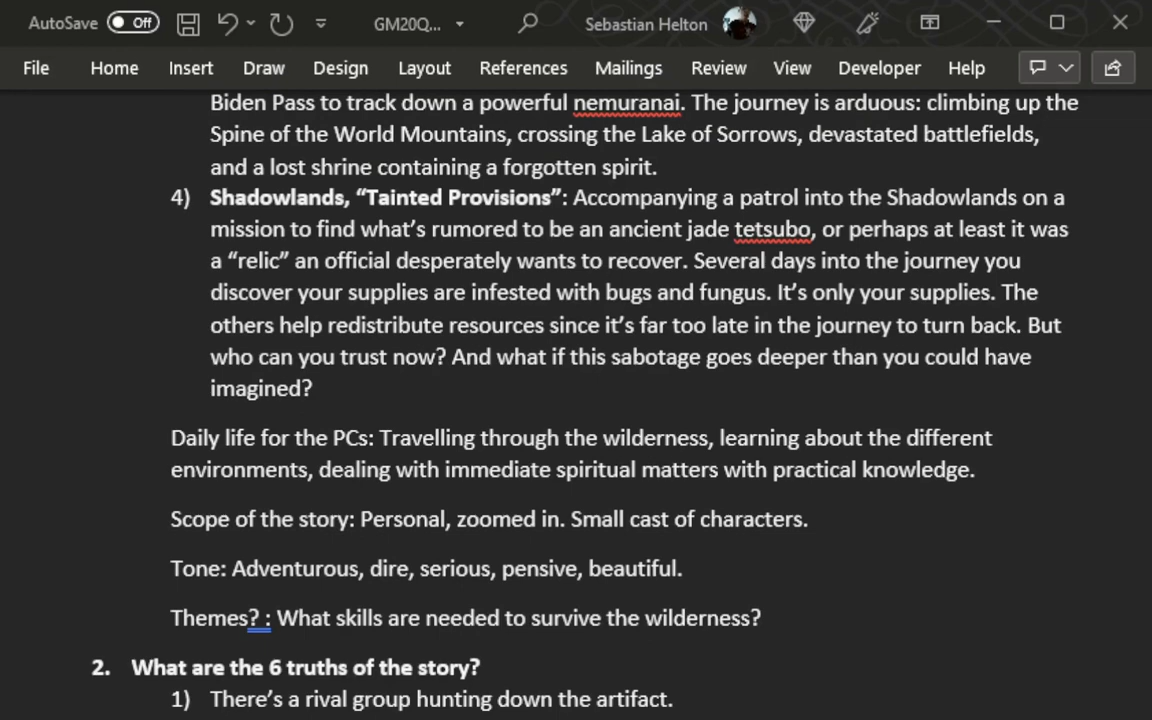 AutoSave Off GM20Q... Sebastian Helton
File Home Insert Draw Design Layout References Mailings Review View Developer Help
Biden Pass to track down a powerful nemuranai. The journey is arduous: climbing up the
Spine of the World Mountains, crossing the Lake of Sorrows, devastated battlefields,
and a lost shrine containing a forgotten spirit.
4) Shadowlands, “Tainted Provisions”: Accompanying a patrol into the Shadowlands on a
mission to find what’s rumored to be an ancient jade tetsubo, or perhaps at least it was
a “relic” an official desperately wants to recover. Several days into the journey you
discover your supplies are infested with bugs and fungus. It’s only your supplies. The
others help redistribute resources since it’s far too late in the journey to turn back. But
who can you trust now? And what if this sabotage goes deeper than you could have
imagined?
Daily life for the PCs: Travelling through the wilderness, learning about the different
environments, dealing with immediate spiritual matters with practical knowledge.
Scope of the story: Personal, zoomed in. Small cast of characters.
Tone: Adventurous, dire, serious, pensive, beautiful.
Themes? : What skills are needed to survive the wilderness?
2. What are the 6 truths of the story?
1) There’s a rival group hunting down the artifact.